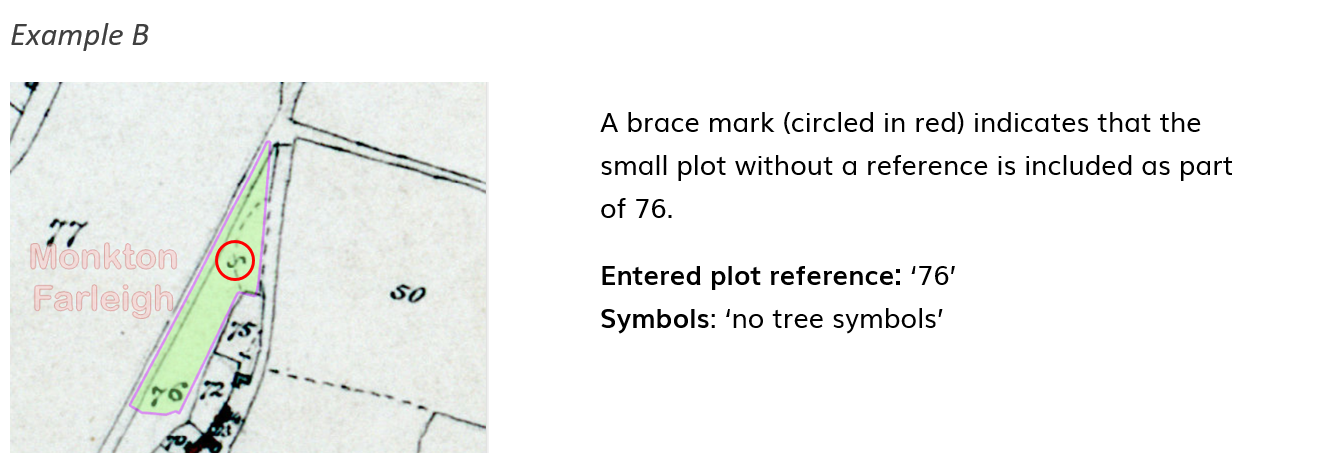 Example B
77
Monkton
Farleigh
50
75
76
72
A brace mark (circled in red) indicates that the
small plot without a reference is included as part
of 76.
Entered plot reference: ‘76’
Symbols: ‘no tree symbols’